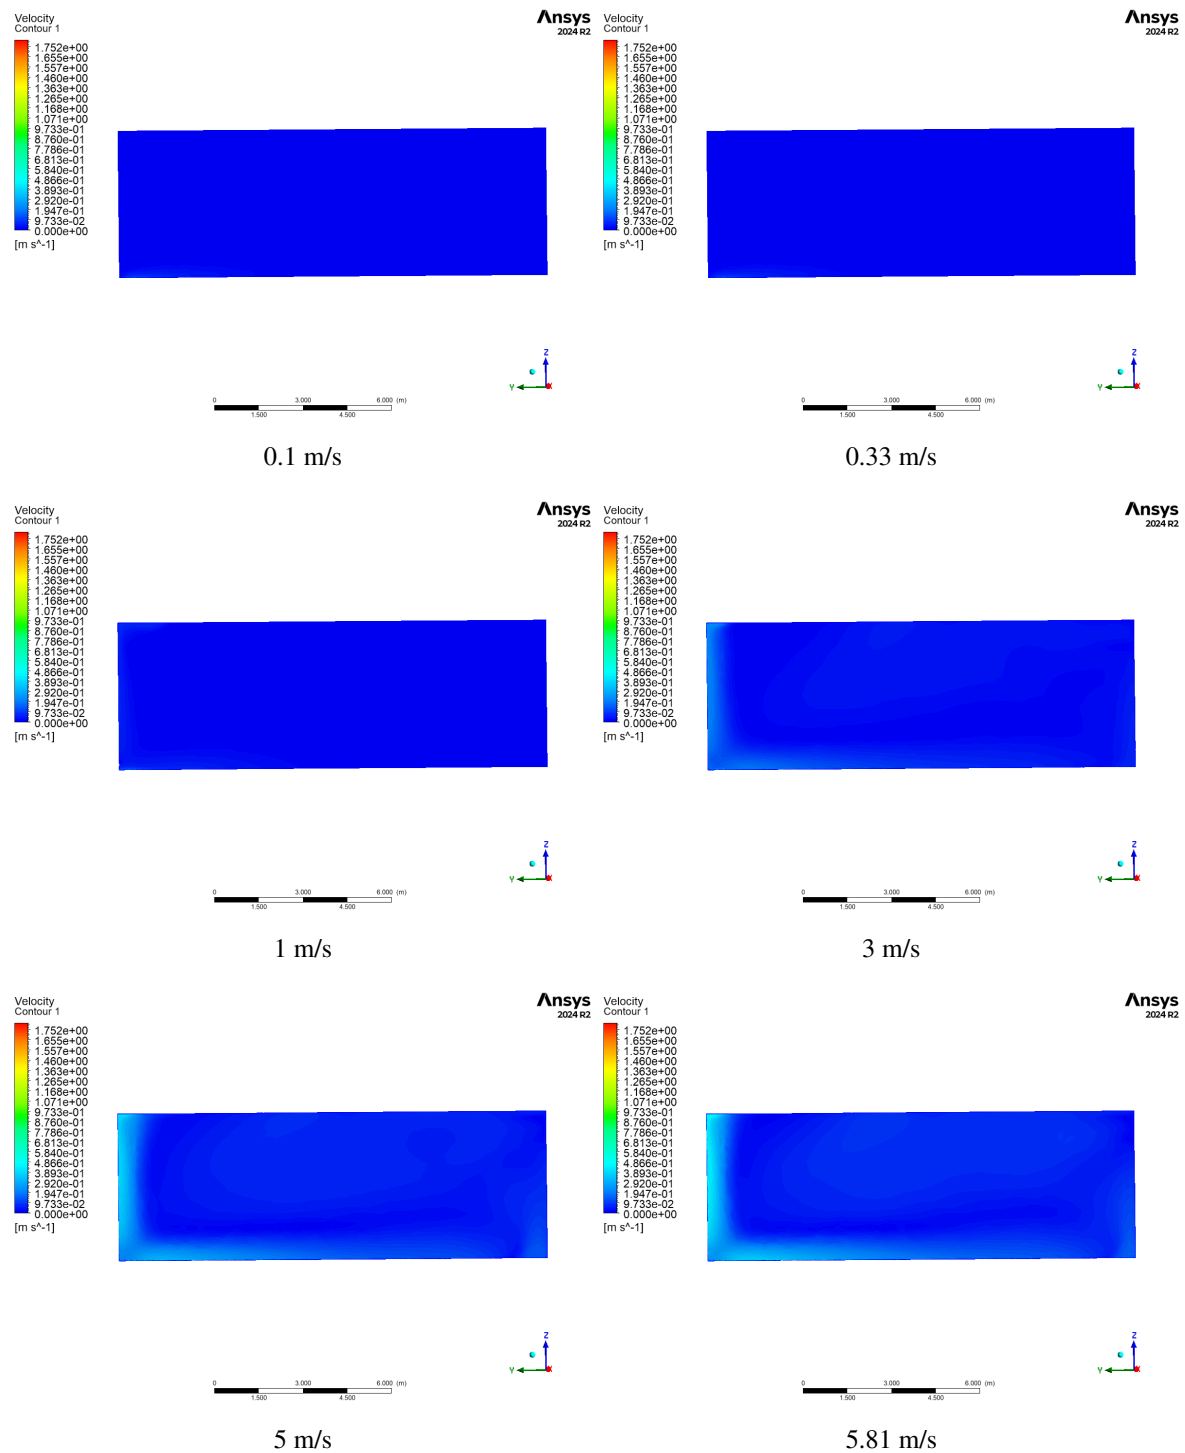 Velocity
Contour 1
Ansys
2024 R2
1.752e+00
1.655e+00
1.557e+00
1.460e+00
1.363e+00
1.265e+00
1.168e+00
1.071e+00
9.733e-01
8.760e-01
7.786e-01
6.813e-01
5.840e-01
4.866e-01
3.893e-01
2.920e-01
1.947e-01
9.733e-02
0.000e+00
[m s^-1]
Z
Y
X
0 3.000 6.000 (m)
1.500 4.500
0.1 m/s
Velocity
Contour 1
Ansys
2024 R2
1.752e+00
1.655e+00
1.557e+00
1.460e+00
1.363e+00
1.265e+00
1.168e+00
1.071e+00
9.733e-01
8.760e-01
7.786e-01
6.813e-01
5.840e-01
4.866e-01
3.893e-01
2.920e-01
1.947e-01
9.733e-02
0.000e+00
[m s^-1]
Z
Y
X
0 3.000 6.000 (m)
1.500 4.500
0.33 m/s
Velocity
Contour 1
Ansys
2024 R2
1.752e+00
1.655e+00
1.557e+00
1.460e+00
1.363e+00
1.265e+00
1.168e+00
1.071e+00
9.733e-01
8.760e-01
7.786e-01
6.813e-01
5.840e-01
4.866e-01
3.893e-01
2.920e-01
1.947e-01
9.733e-02
0.000e+00
[m s^-1]
Z
Y
X
0 3.000 6.000 (m)
1.500 4.500
1 m/s
Velocity
Contour 1
Ansys
2024 R2
1.752e+00
1.655e+00
1.557e+00
1.460e+00
1.363e+00
1.265e+00
1.168e+00
1.071e+00
9.733e-01
8.760e-01
7.786e-01
6.813e-01
5.840e-01
4.866e-01
3.893e-01
2.920e-01
1.947e-01
9.733e-02
0.000e+00
[m s^-1]
Z
Y
X
0 3.000 6.000 (m)
1.500 4.500
3 m/s
Velocity
Contour 1
Ansys
2024 R2
1.752e+00
1.655e+00
1.557e+00
1.460e+00
1.363e+00
1.265e+00
1.168e+00
1.071e+00
9.733e-01
8.760e-01
7.786e-01
6.813e-01
5.840e-01
4.866e-01
3.893e-01
2.920e-01
1.947e-01
9.733e-02
0.000e+00
[m s^-1]
Z
Y
X
0 3.000 6.000 (m)
1.500 4.500
5 m/s
Velocity
Contour 1
Ansys
2024 R2
1.752e+00
1.655e+00
1.557e+00
1.460e+00
1.363e+00
1.265e+00
1.168e+00
1.071e+00
9.733e-01
8.760e-01
7.786e-01
6.813e-01
5.840e-01
4.866e-01
3.893e-01
2.920e-01
1.947e-01
9.733e-02
0.000e+00
[m s^-1]
Z
Y
X
0 3.000 6.000 (m)
1.500 4.500
5.81 m/s